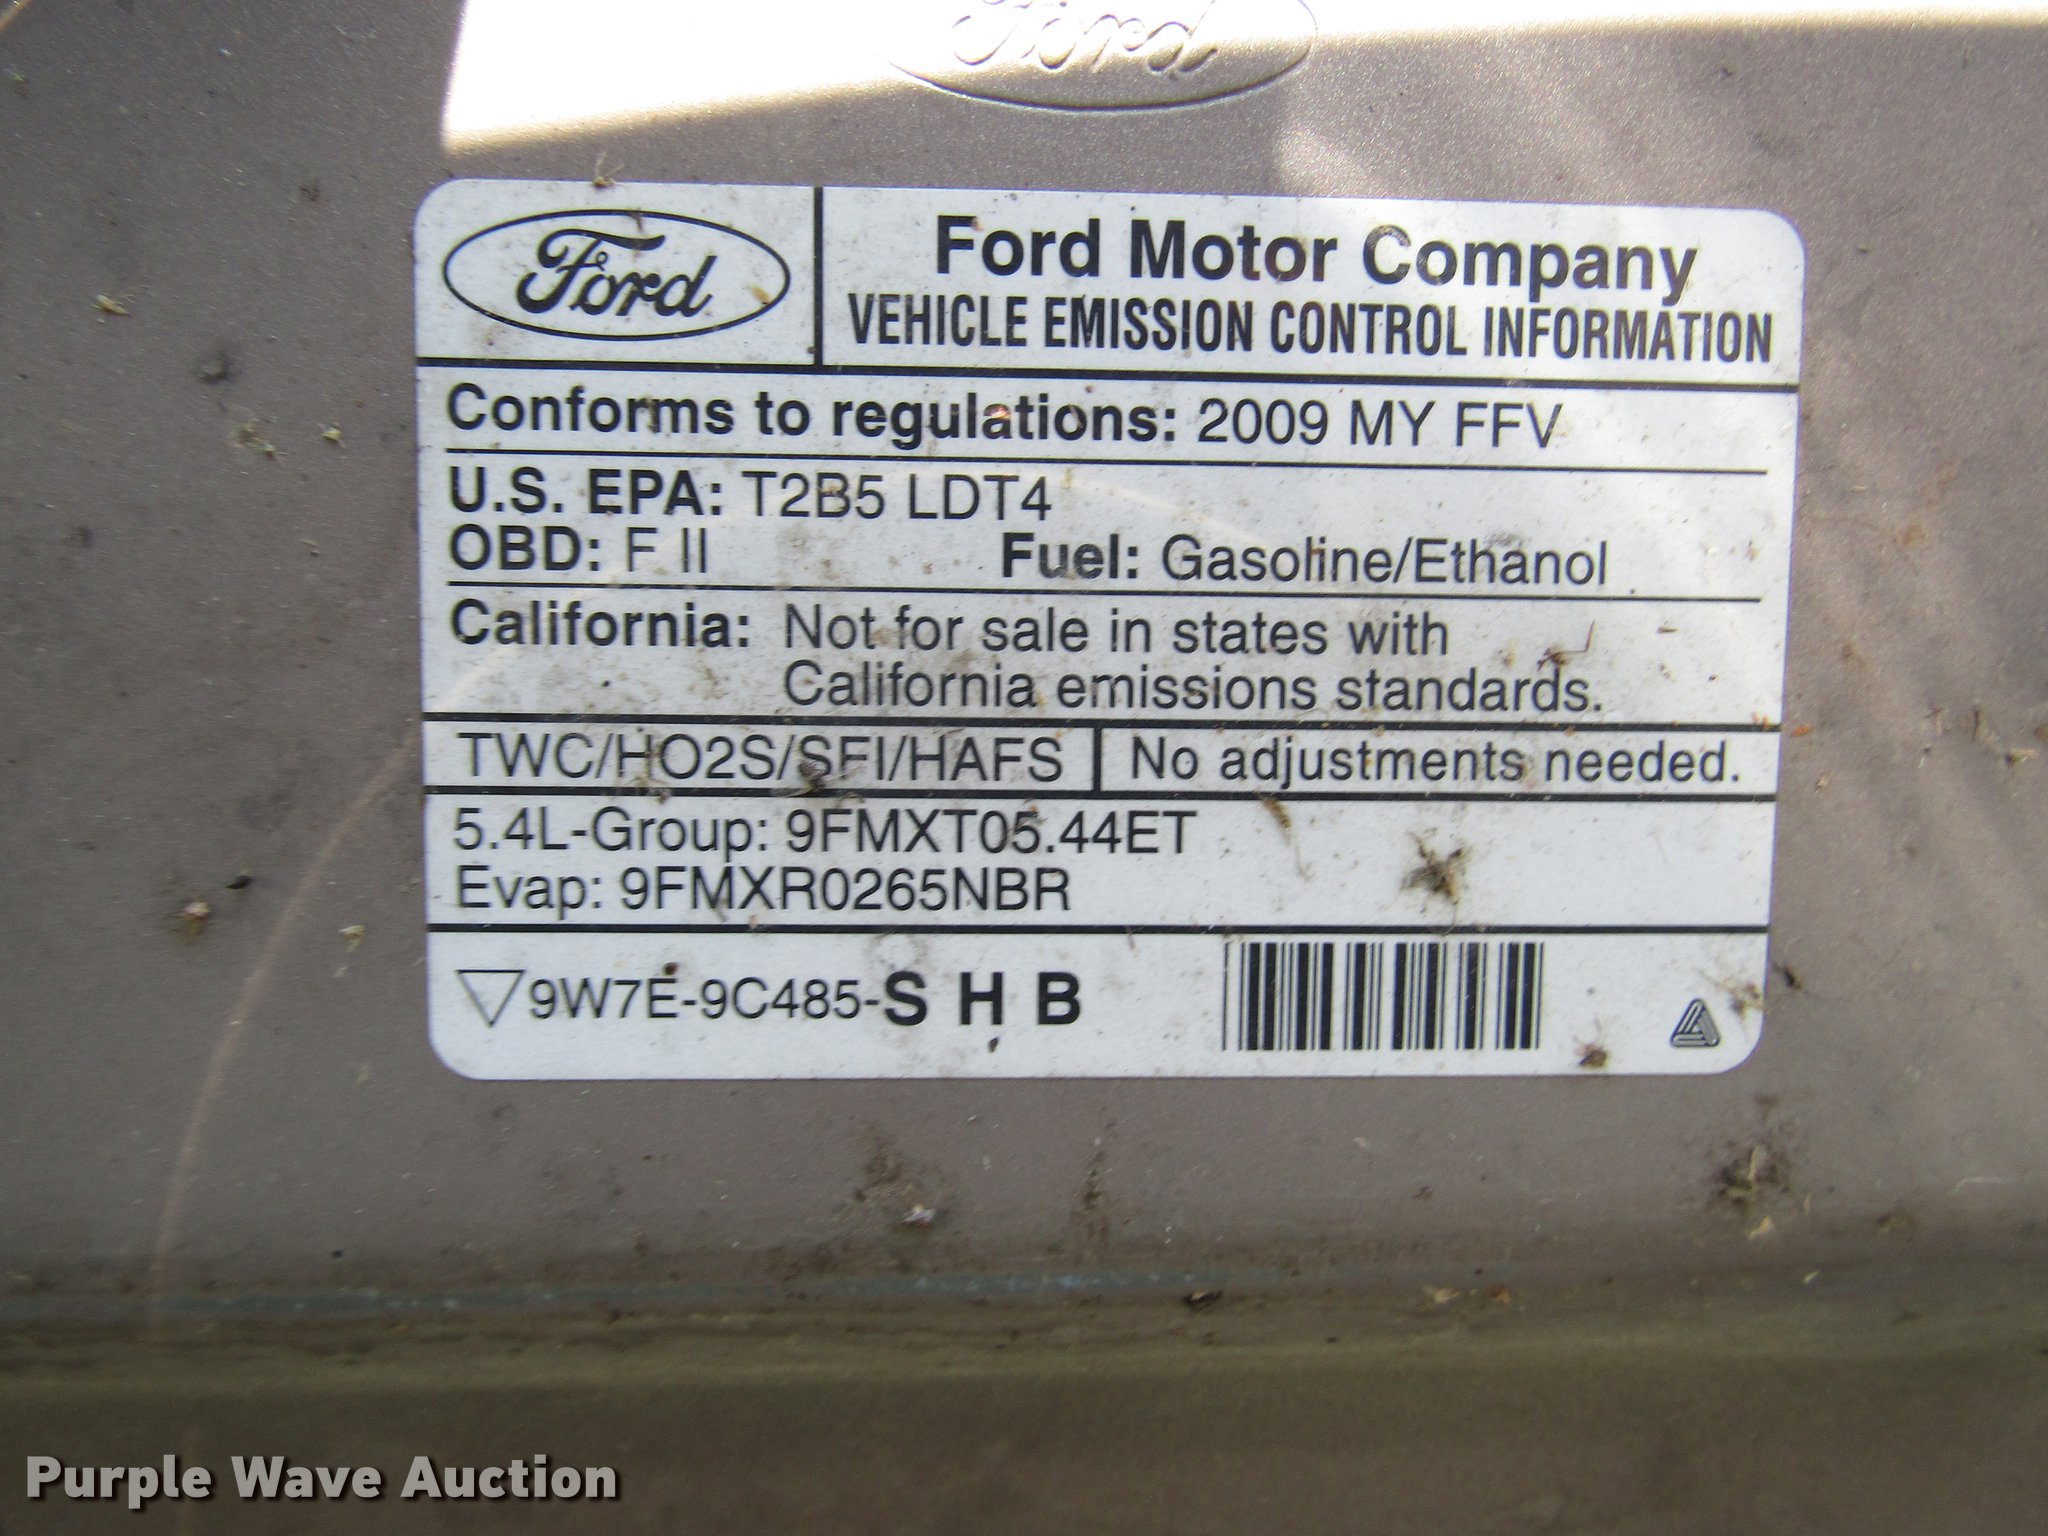 Ford
Ford
Ford Motor Company
VEHICLE EMISSION CONTROL INFORMATION
Conforms to regulations: 2009 MY FFV
U.S. EPA: T2B5 LDT4
OBD: F II Fuel: Gasoline/Ethanol
California: Not for sale in states with
California emissions standards.
TWC/HO2S/SFI/HAFS No adjustments needed.
5.4L-Group: 9FMXT05.44ET
Evap: 9FMXR0265NBR
9W7E-9C485-S H B
Purple Wave Auction